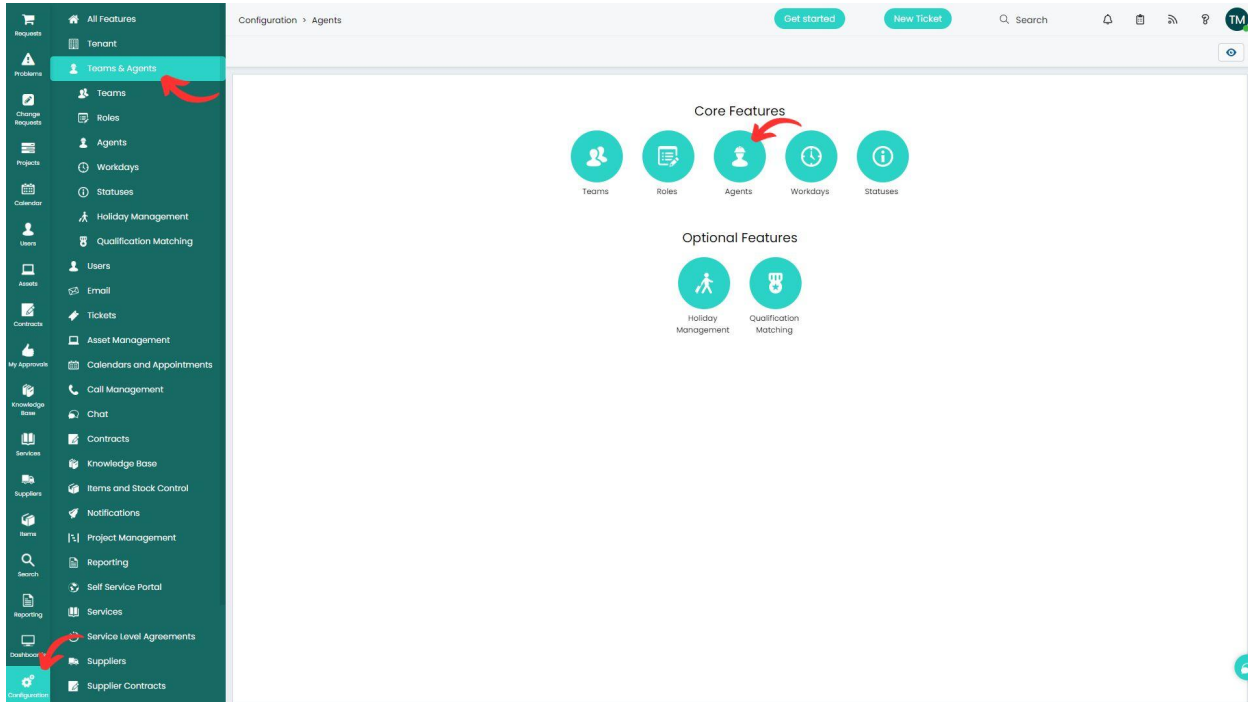 Requests
Problems
Change
Requests
Projects
Calendar
Users
Assets
Contracts
My Approvals
Knowledge
Base
Services
Suppliers
Items
Search
Reporting
Configuration
All Features
Tenant
Teams & Agents
Teams
Roles
Agents
Workdays
Statuses
Holiday Management
Qualification Matching
Users
Email
Tickets
Asset Management
Calendars and Appointments
Call Management
Chat
Contracts
Knowledge Base
Items and Stock Control
Notifications
Project Management
Reporting
Self Service Portal
Services
Service Level Agreements
Suppliers
Supplier Contracts
Configuration > Agents
Get started
New Ticket
Search
TM
Core Features
Teams
Roles
Agents
Workdays
Statuses
Optional Features
Holiday
Management
Qualification
Matching